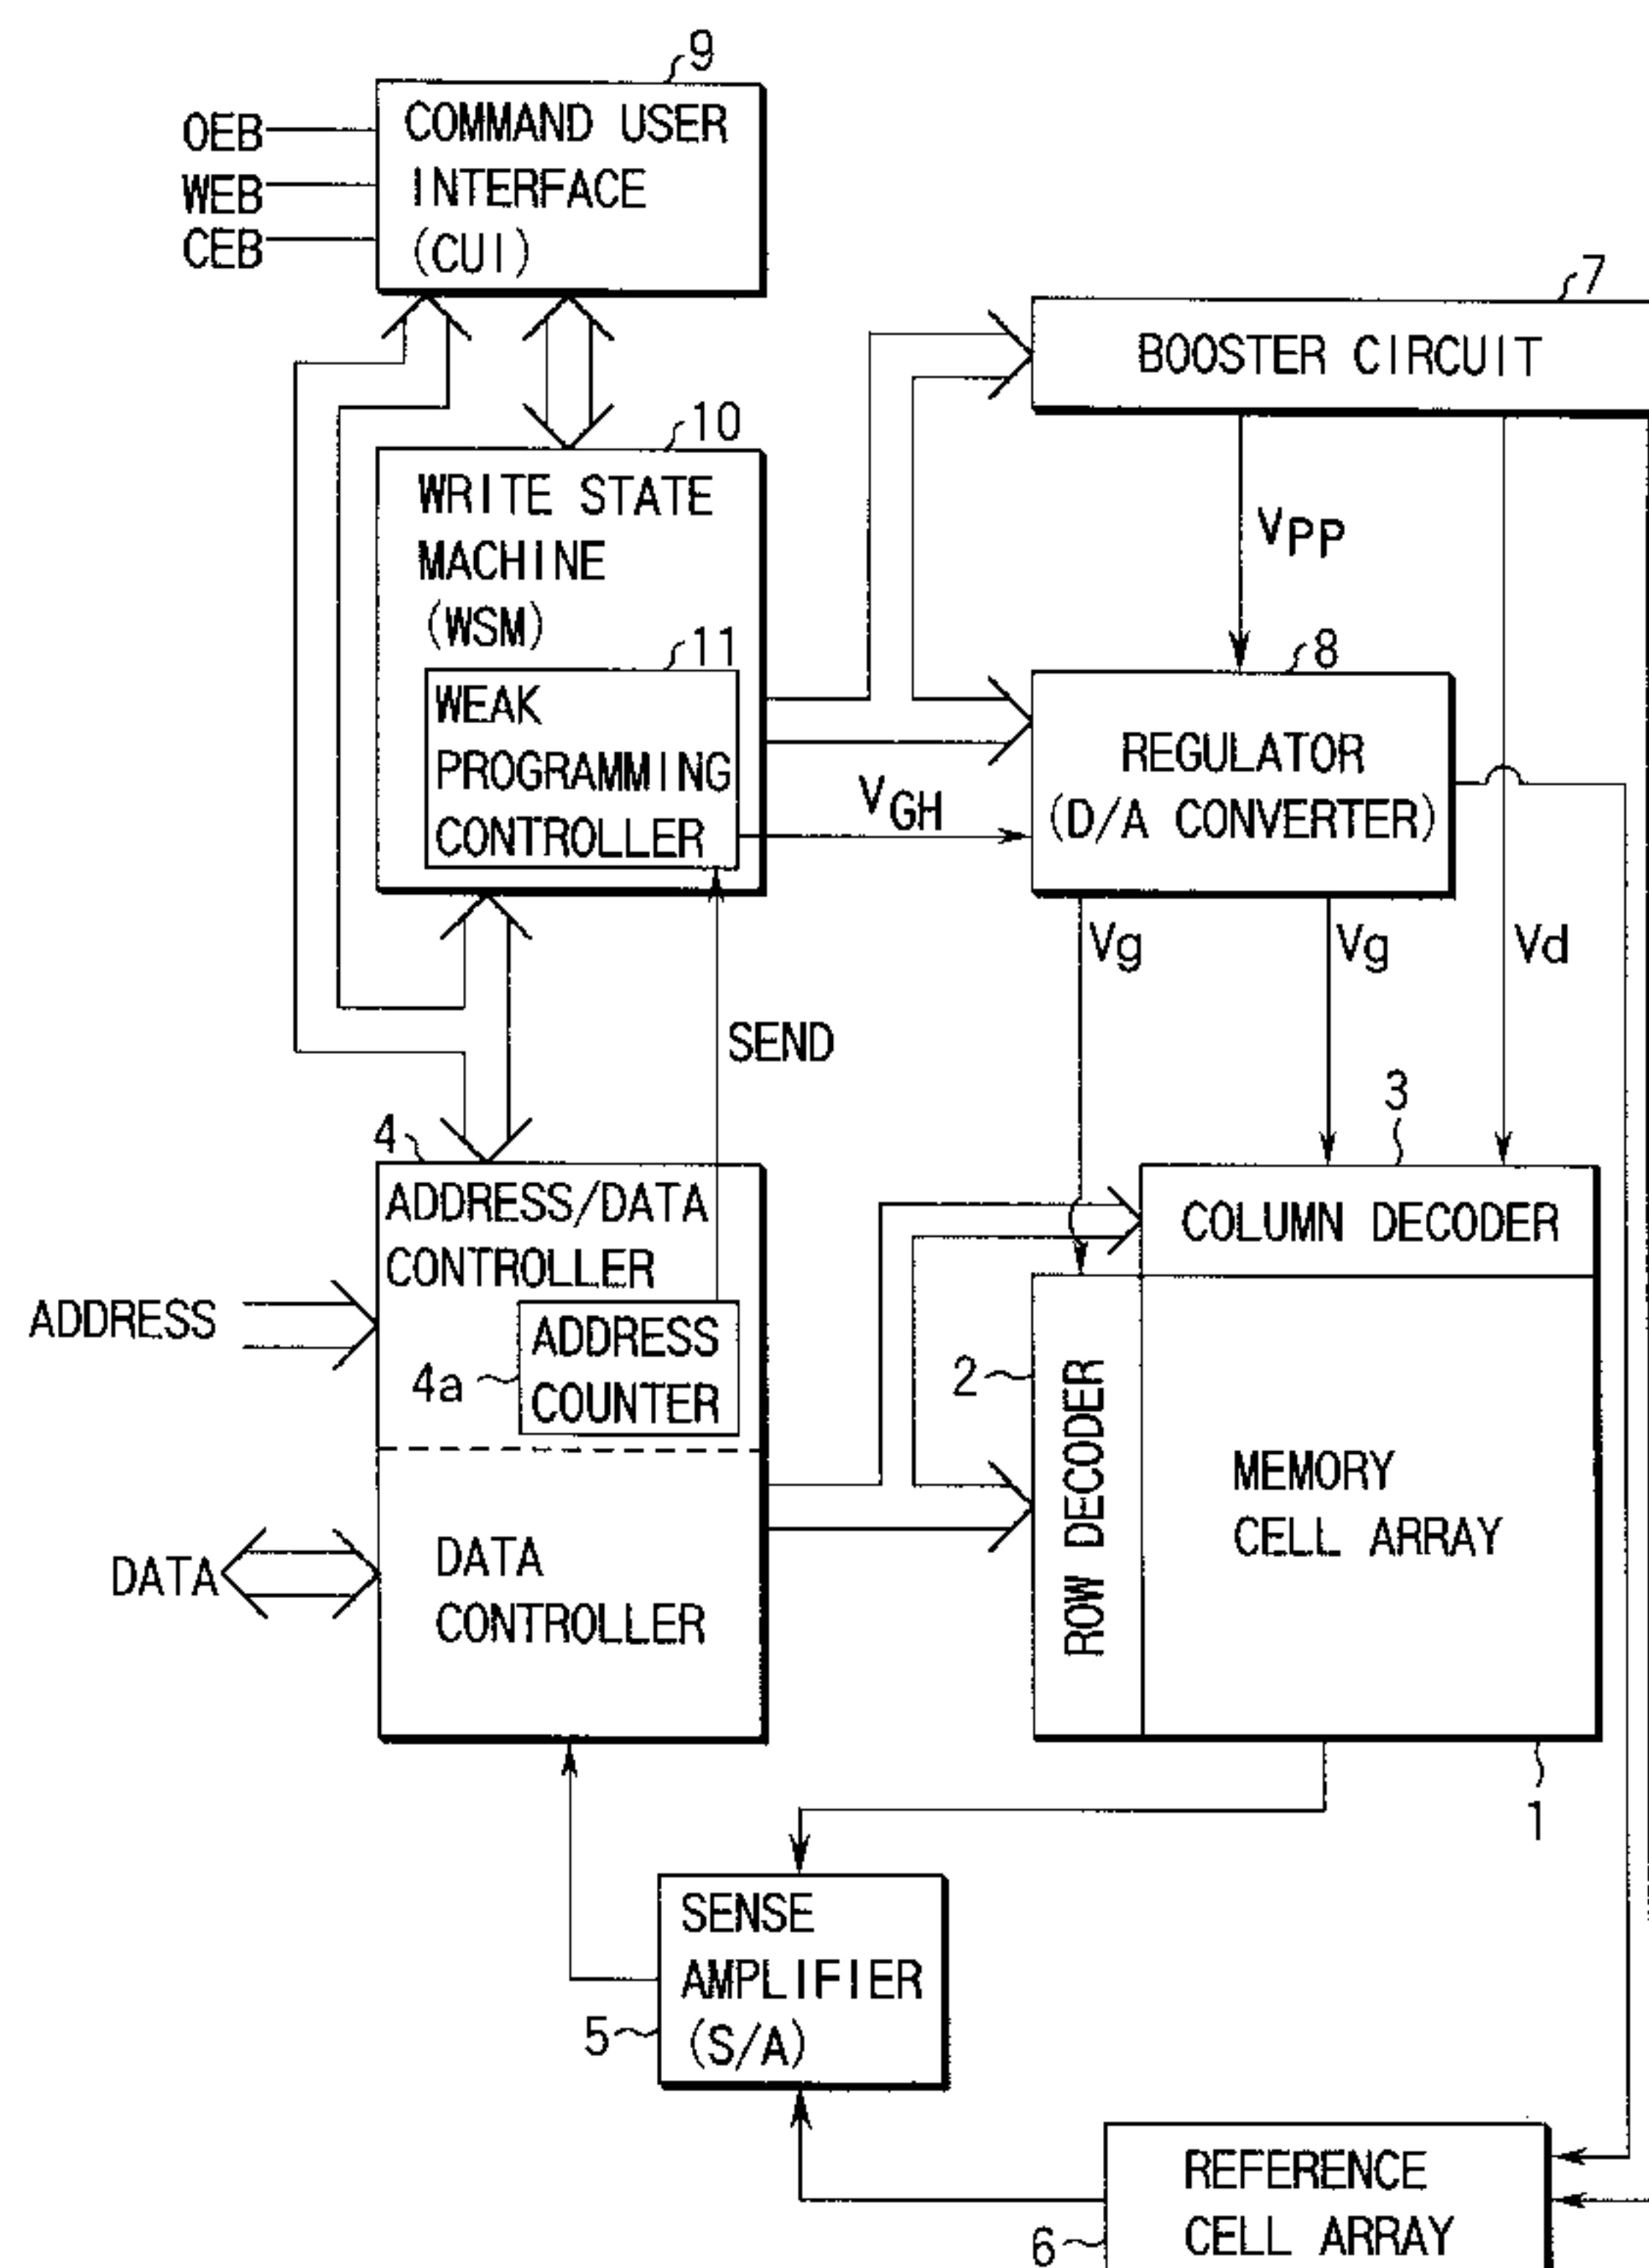 9
OEB
WEB
CEB
COMMAND USER
INTERFACE
(CUI)
7
BOOSTER CIRCUIT
10
WRITE STATE
MACHINE
(WSM)
11
WEAK
PROGRAMMING
CONTROLLER
VPP
8
REGULATOR
(D/A CONVERTER)
VGH
Vg
Vg
Vd
SEND
4
ADDRESS/DATA
CONTROLLER
ADDRESS
4a
ADDRESS
COUNTER
3
COLUMN DECODER
2
ROW DECODER
MEMORY
CELL ARRAY
DATA
DATA
CONTROLLER
1
SENSE
AMPLIFIER
(S/A)
5
REFERENCE
CELL ARRAY
6